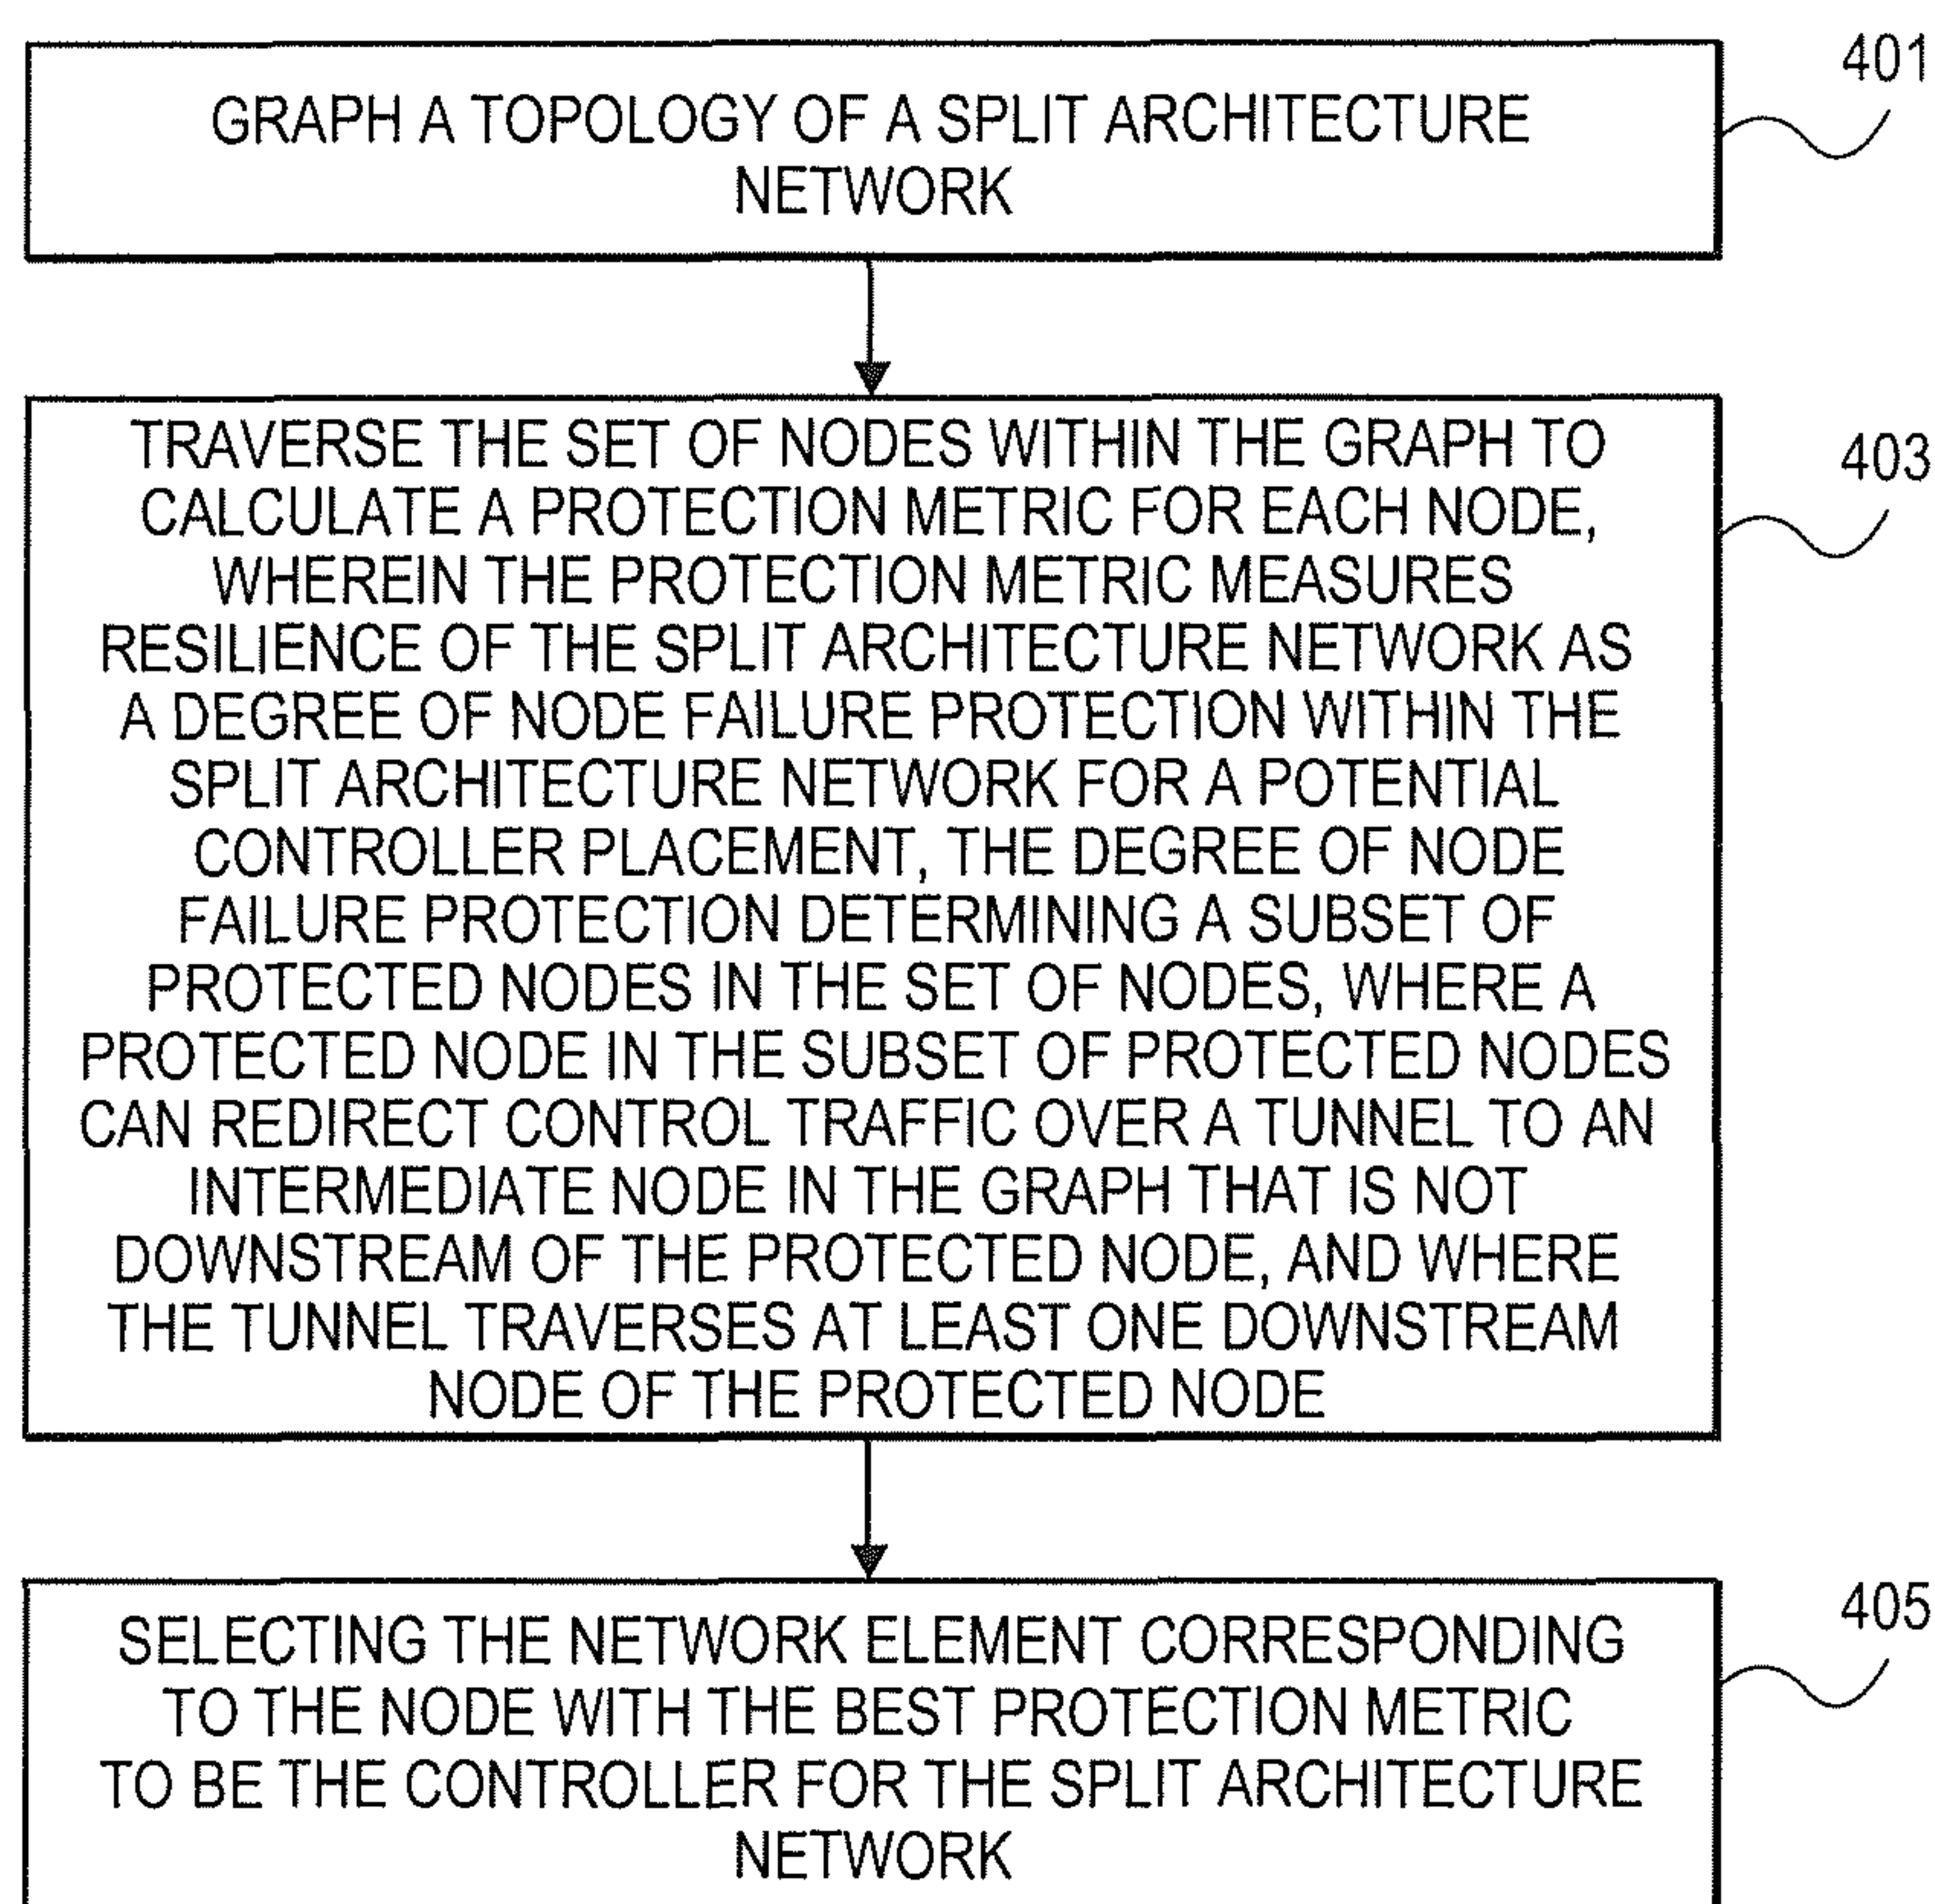 401
GRAPH A TOPOLOGY OF A SPLIT ARCHITECTURE
NETWORK
403
TRAVERSE THE SET OF NODES WITHIN THE GRAPH TO
CALCULATE A PROTECTION METRIC FOR EACH NODE,
WHEREIN THE PROTECTION METRIC MEASURES
RESILIENCE OF THE SPLIT ARCHITECTURE NETWORK AS
A DEGREE OF NODE FAILURE PROTECTION WITHIN THE
SPLIT ARCHITECTURE NETWORK FOR A POTENTIAL
CONTROLLER PLACEMENT, THE DEGREE OF NODE
FAILURE PROTECTION DETERMINING A SUBSET OF
PROTECTED NODES IN THE SET OF NODES, WHERE A
PROTECTED NODE IN THE SUBSET OF PROTECTED NODES
CAN REDIRECT CONTROL TRAFFIC OVER A TUNNEL TO AN
INTERMEDIATE NODE IN THE GRAPH THAT IS NOT
DOWNSTREAM OF THE PROTECTED NODE, AND WHERE
THE TUNNEL TRAVERSES AT LEAST ONE DOWNSTREAM
NODE OF THE PROTECTED NODE
405
SELECTING THE NETWORK ELEMENT CORRESPONDING
TO THE NODE WITH THE BEST PROTECTION METRIC
TO BE THE CONTROLLER FOR THE SPLIT ARCHITECTURE
NETWORK